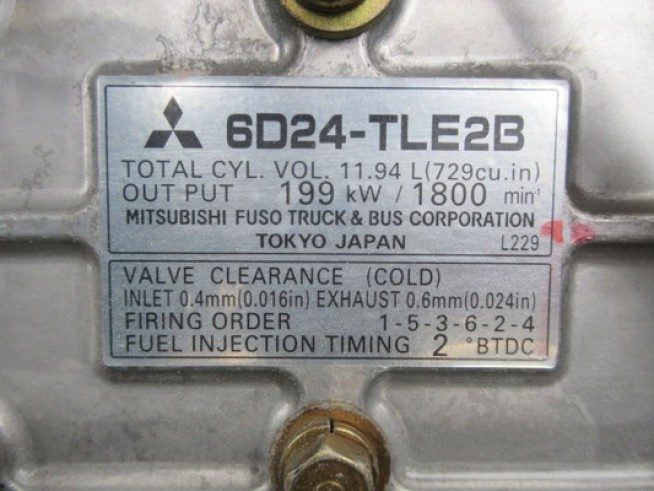 6D24-TLE2B
TOTAL CYL. VOL. 11.94 L(729cu.in)
OUT PUT 199 kW / 1800 min⁻¹
MITSUBISHI FUSO TRUCK & BUS CORPORATION
TOKYO JAPAN L229
VALVE CLEARANCE (COLD)
INLET 0.4mm(0.016in) EXHAUST 0.6mm(0.024in)
FIRING ORDER 1-5-3-6-2-4
FUEL INJECTION TIMING 2 °BTDC